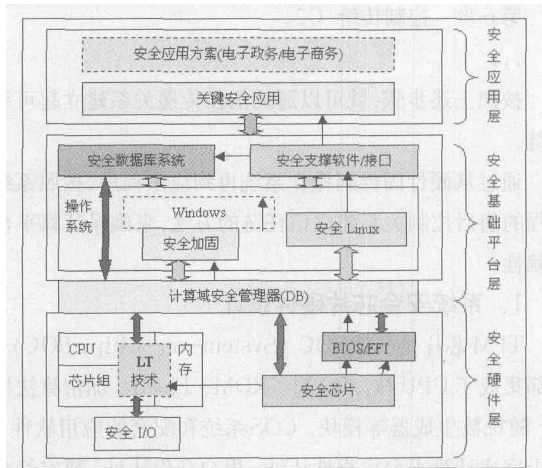 安全应用方案(电子政务/电子商务)
关键安全应用
安全应用层
安全数据库系统
安全支撑软件/接口
操作系统
Windows
安全加固
安全 Linux
安全基础平台层
计算域安全管理器(DB)
CPU
芯片组
LT技术
内存
BIOS/EFI
安全芯片
安全 I/O
安全硬件层